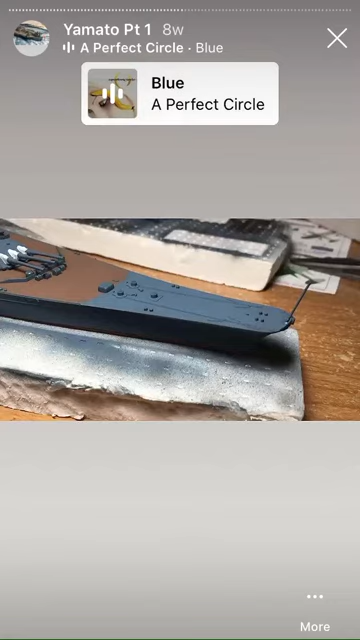 Yamato Pt 1 8w
A Perfect Circle · Blue
Blue
A Perfect Circle
More